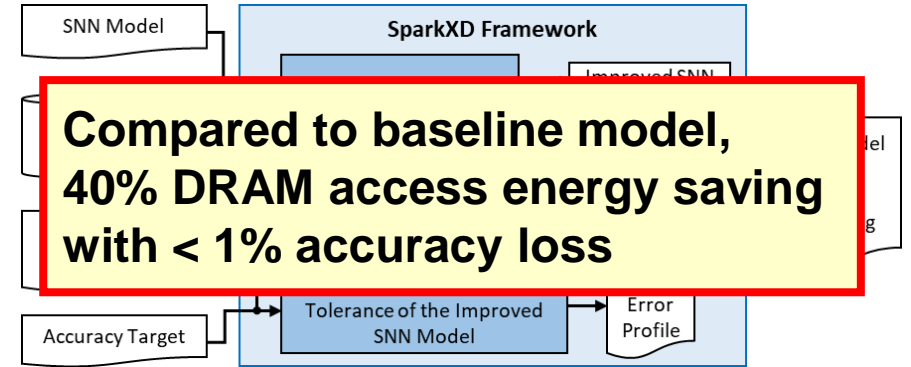 SNN Model
SparkXD Framework
Improved SNN
Compared to baseline model,
40% DRAM access energy saving
with < 1% accuracy loss
Tolerance of the Improved
SNN Model
Error
Profile
Accuracy Target